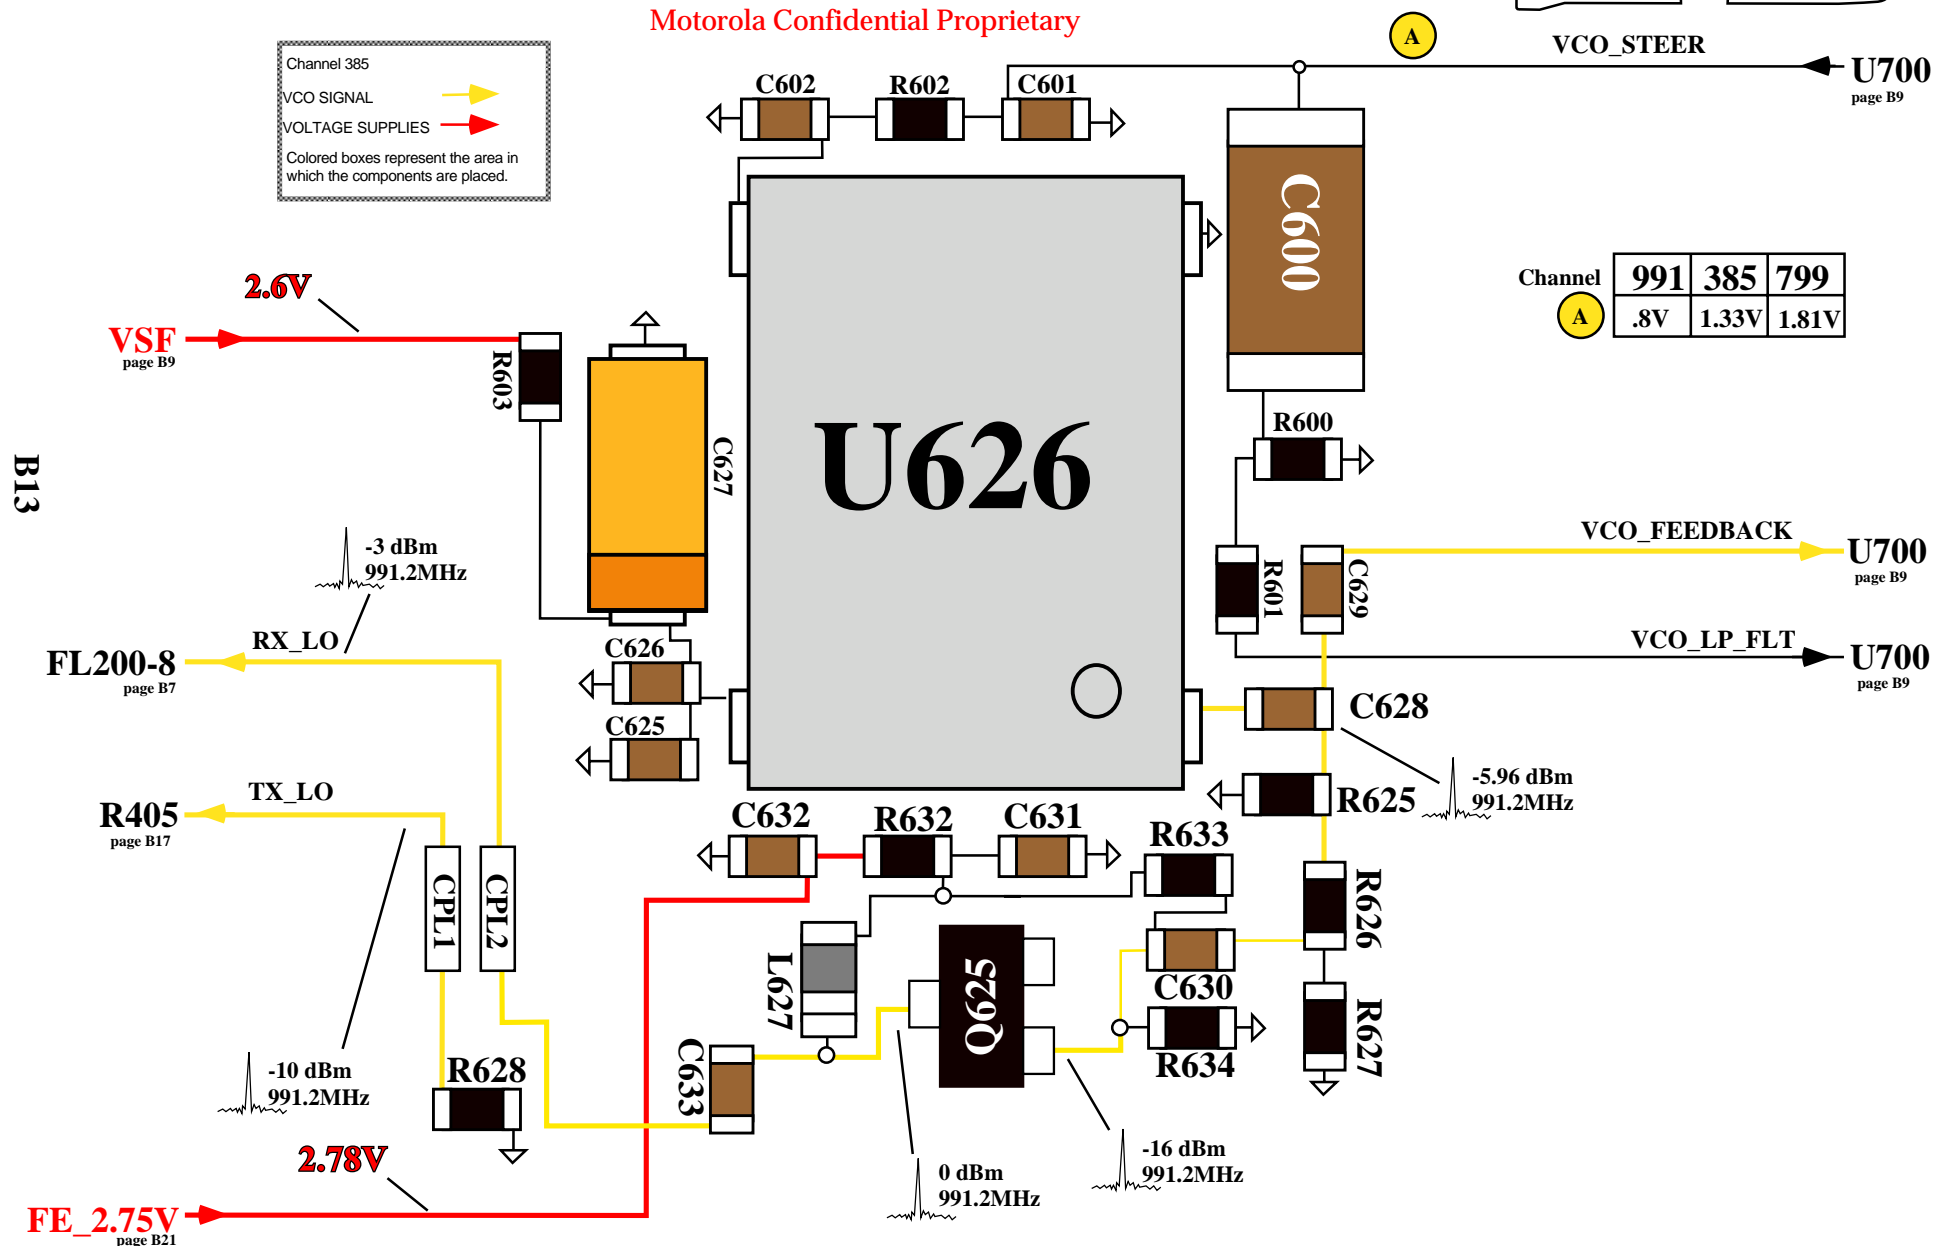 Motorola Confidential Proprietary
Channel 385
VCO SIGNAL
VOLTAGE SUPPLIES
Colored boxes represent the area in
which the components are placed.
A
VCO_STEER
U700
page B9
C602
R602
C601
C600
2.6V
VSF
page B9
R603
C627
U626
Channel
991 385 799
A
.8V 1.33V 1.81V
R600
B13
-3 dBm
991.2MHz
VCO_FEEDBACK
U700
page B9
R601
C629
RX_LO
FL200-8
page B7
C626
VCO_LP_FLT
U700
page B9
C625
C628
TX_LO
R405
page B17
R625
-5.96 dBm
991.2MHz
C632
R632
C631
R633
CPL1
CPL2
R626
L627
Q625
C630
R634
R627
C633
R628
-10 dBm
991.2MHz
2.78V
0 dBm
991.2MHz
-16 dBm
991.2MHz
FE_2.75V
page B21